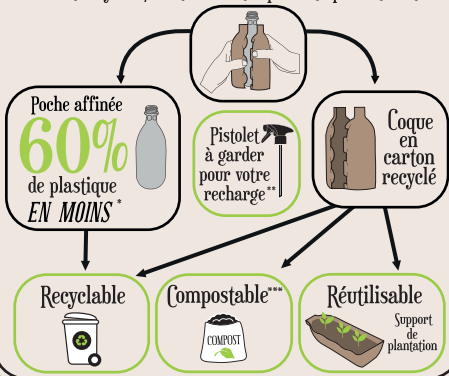 Poche affinée
60%
de plastique
EN MOINS*
Pistolet
à garder
pour votre
recharge**
Coque
en
carton
recyclé
Recyclable
Compostable***
COMPOST
Réutilisable
Support
de
plantation